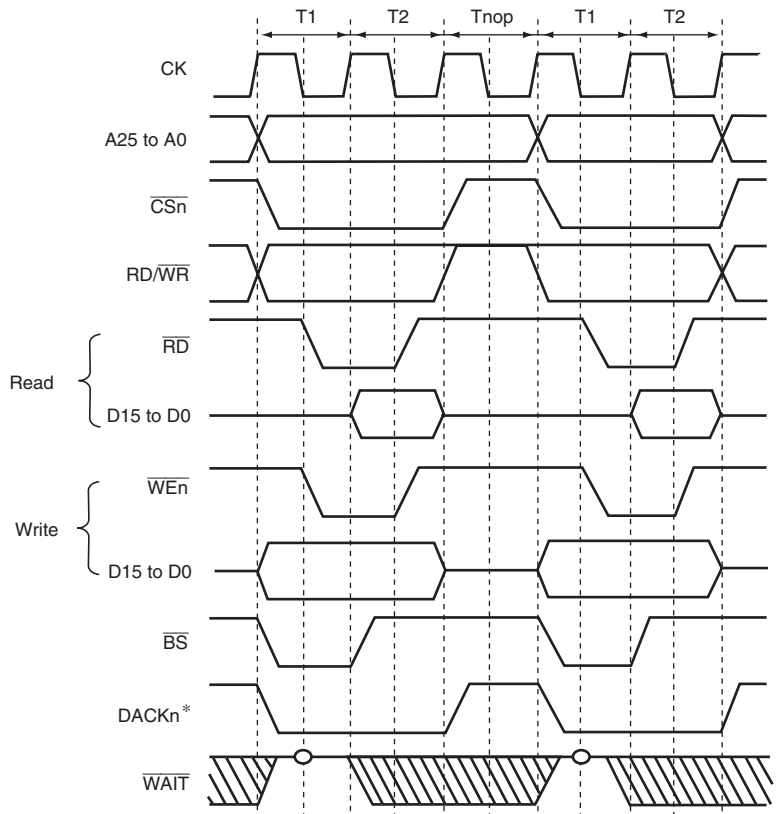 T1 T2 Tnop T1 T2
CK
A25 to A0
CSn
RD/WR
RD
Read
D15 to D0
WEn
Write
D15 to D0
BS
DACKn*
WAIT